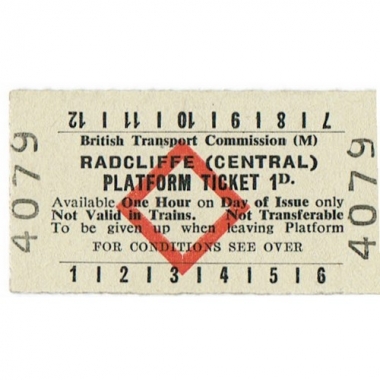 7 | 8 | 9 | 10 | 11 | 12
British Transport Commission (M)
RADCLIFFE (CENTRAL)
PLATFORM TICKET 1D.
Available One Hour on Day of Issue only
Not Valid in Trains. Not Transferable
To be given up when leaving Platform
FOR CONDITIONS SEE OVER
1 | 2 | 3 | 4 | 5 | 6
4079
4079